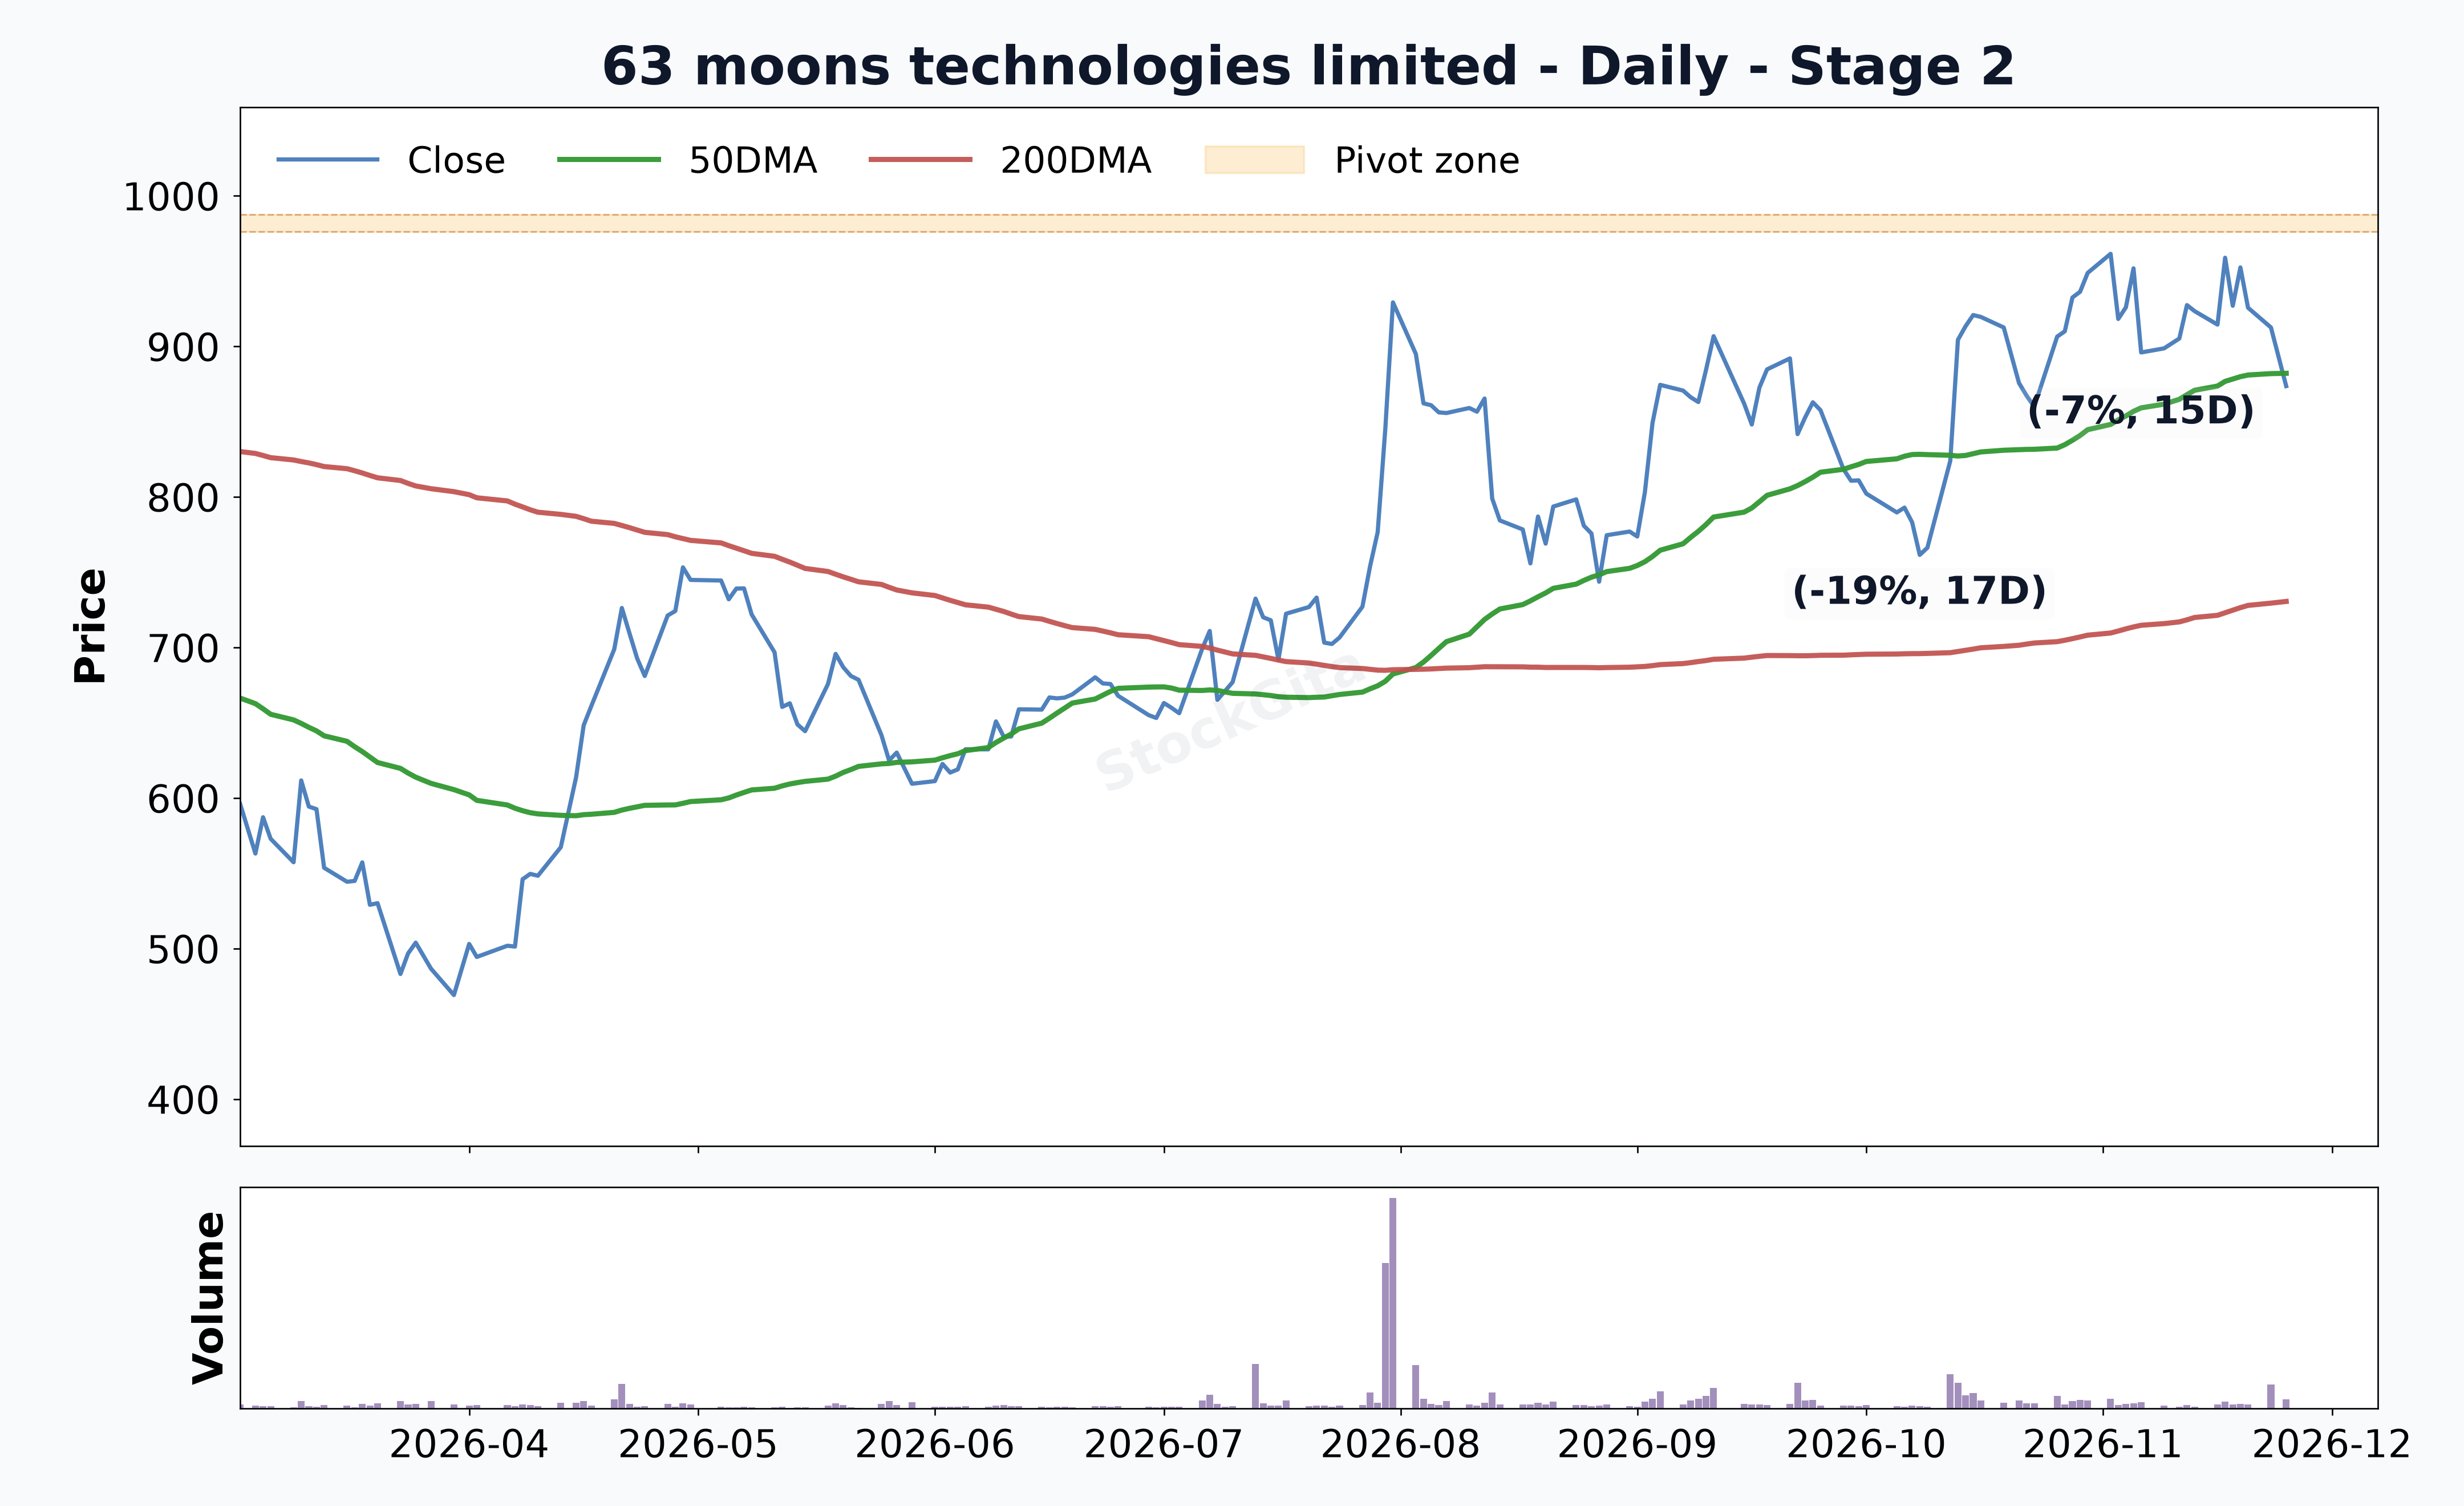 63 moons technologies limited - Daily - Stage 2
Close 50DMA 200DMA Pivot zone
1000
900
800
700
600
500
400
Price
(-7%, 15D)
(-19%, 17D)
StockGita
Volume
2026-04 2026-05 2026-06 2026-07 2026-08 2026-09 2026-10 2026-11 2026-12